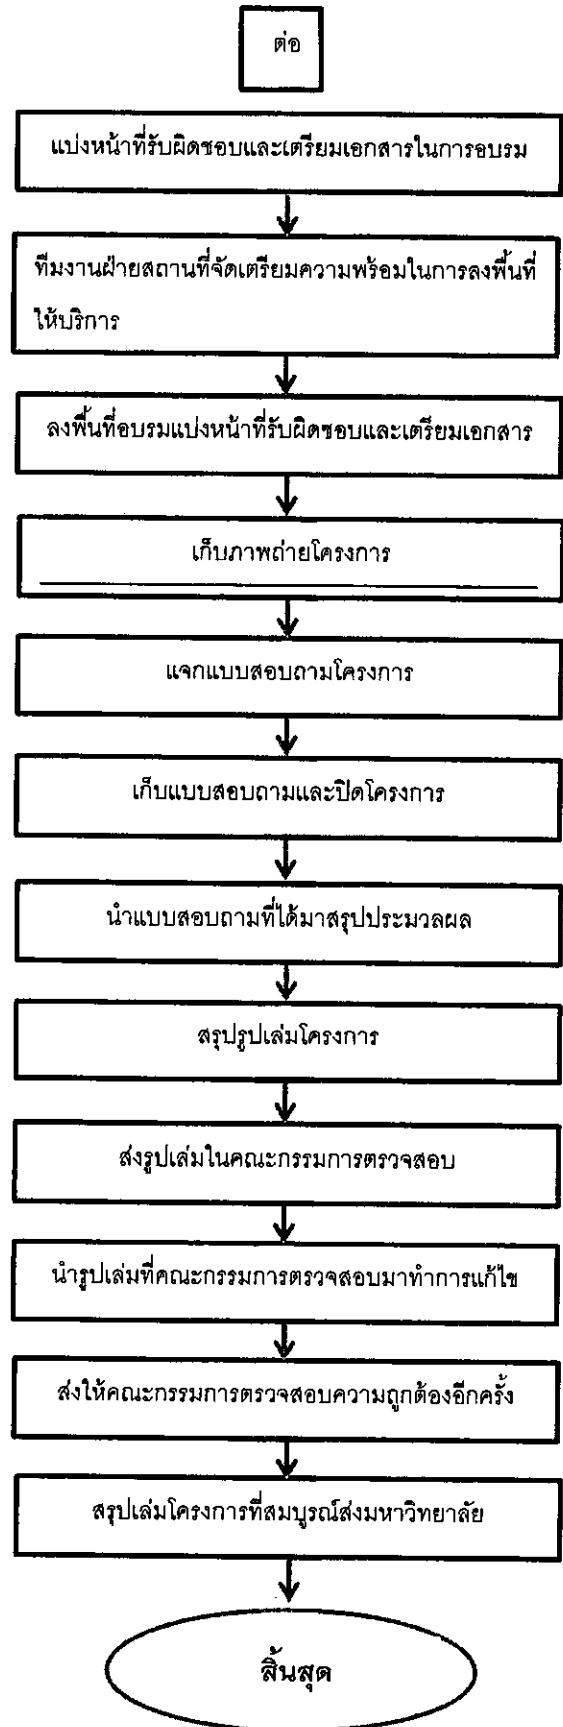 ต่อ
แบ่งหน้าที่รับผิดชอบและเตรียมเอกสารในการอบรม
ทีมงานฝ่ายสถานที่จัดเตรียมความพร้อมในการลงพื้นที่
ให้บริการ
ลงพื้นที่อบรมแบ่งหน้าที่รับผิดชอบและเตรียมเอกสาร
เก็บภาพถ่ายโครงการ
แจกแบบสอบถามโครงการ
เก็บแบบสอบถามและปิดโครงการ
นำแบบสอบถามที่ได้มาสรุปประมวลผล
สรุปรูปเล่มโครงการ
ส่งรูปเล่มในคณะกรรมการตรวจสอบ
นำรูปเล่มที่คณะกรรมการตรวจสอบมาทำการแก้ไข
ส่งให้คณะกรรมการตรวจสอบความถูกต้องอีกครั้ง
สรุปเล่มโครงการที่สมบูรณ์ส่งมหาวิทยาลัย
สิ้นสุด